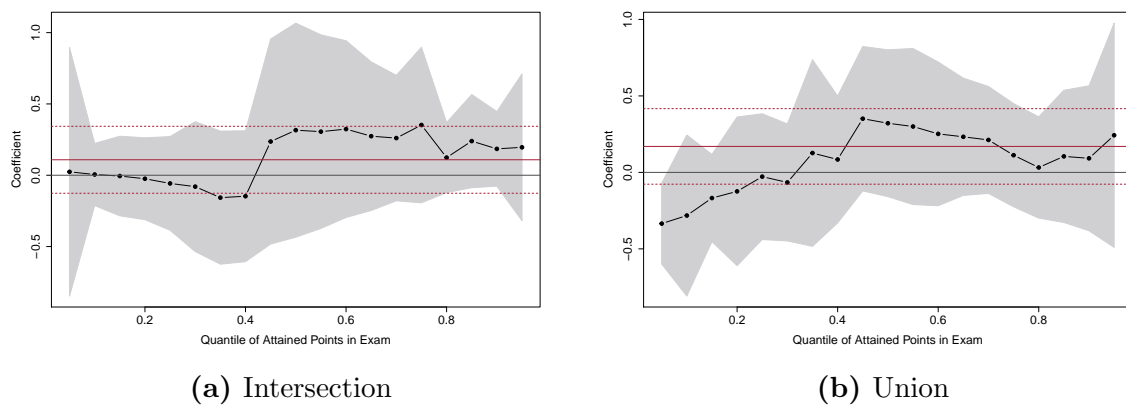 1.0
0.5
0.0
−0.5
Coefficient
0.2 0.4 0.6 0.8
Quantile of Attained Points in Exam
(a) Intersection
1.0
0.5
0.0
−0.5
Coefficient
0.2 0.4 0.6 0.8
Quantile of Attained Points in Exam
(b) Union